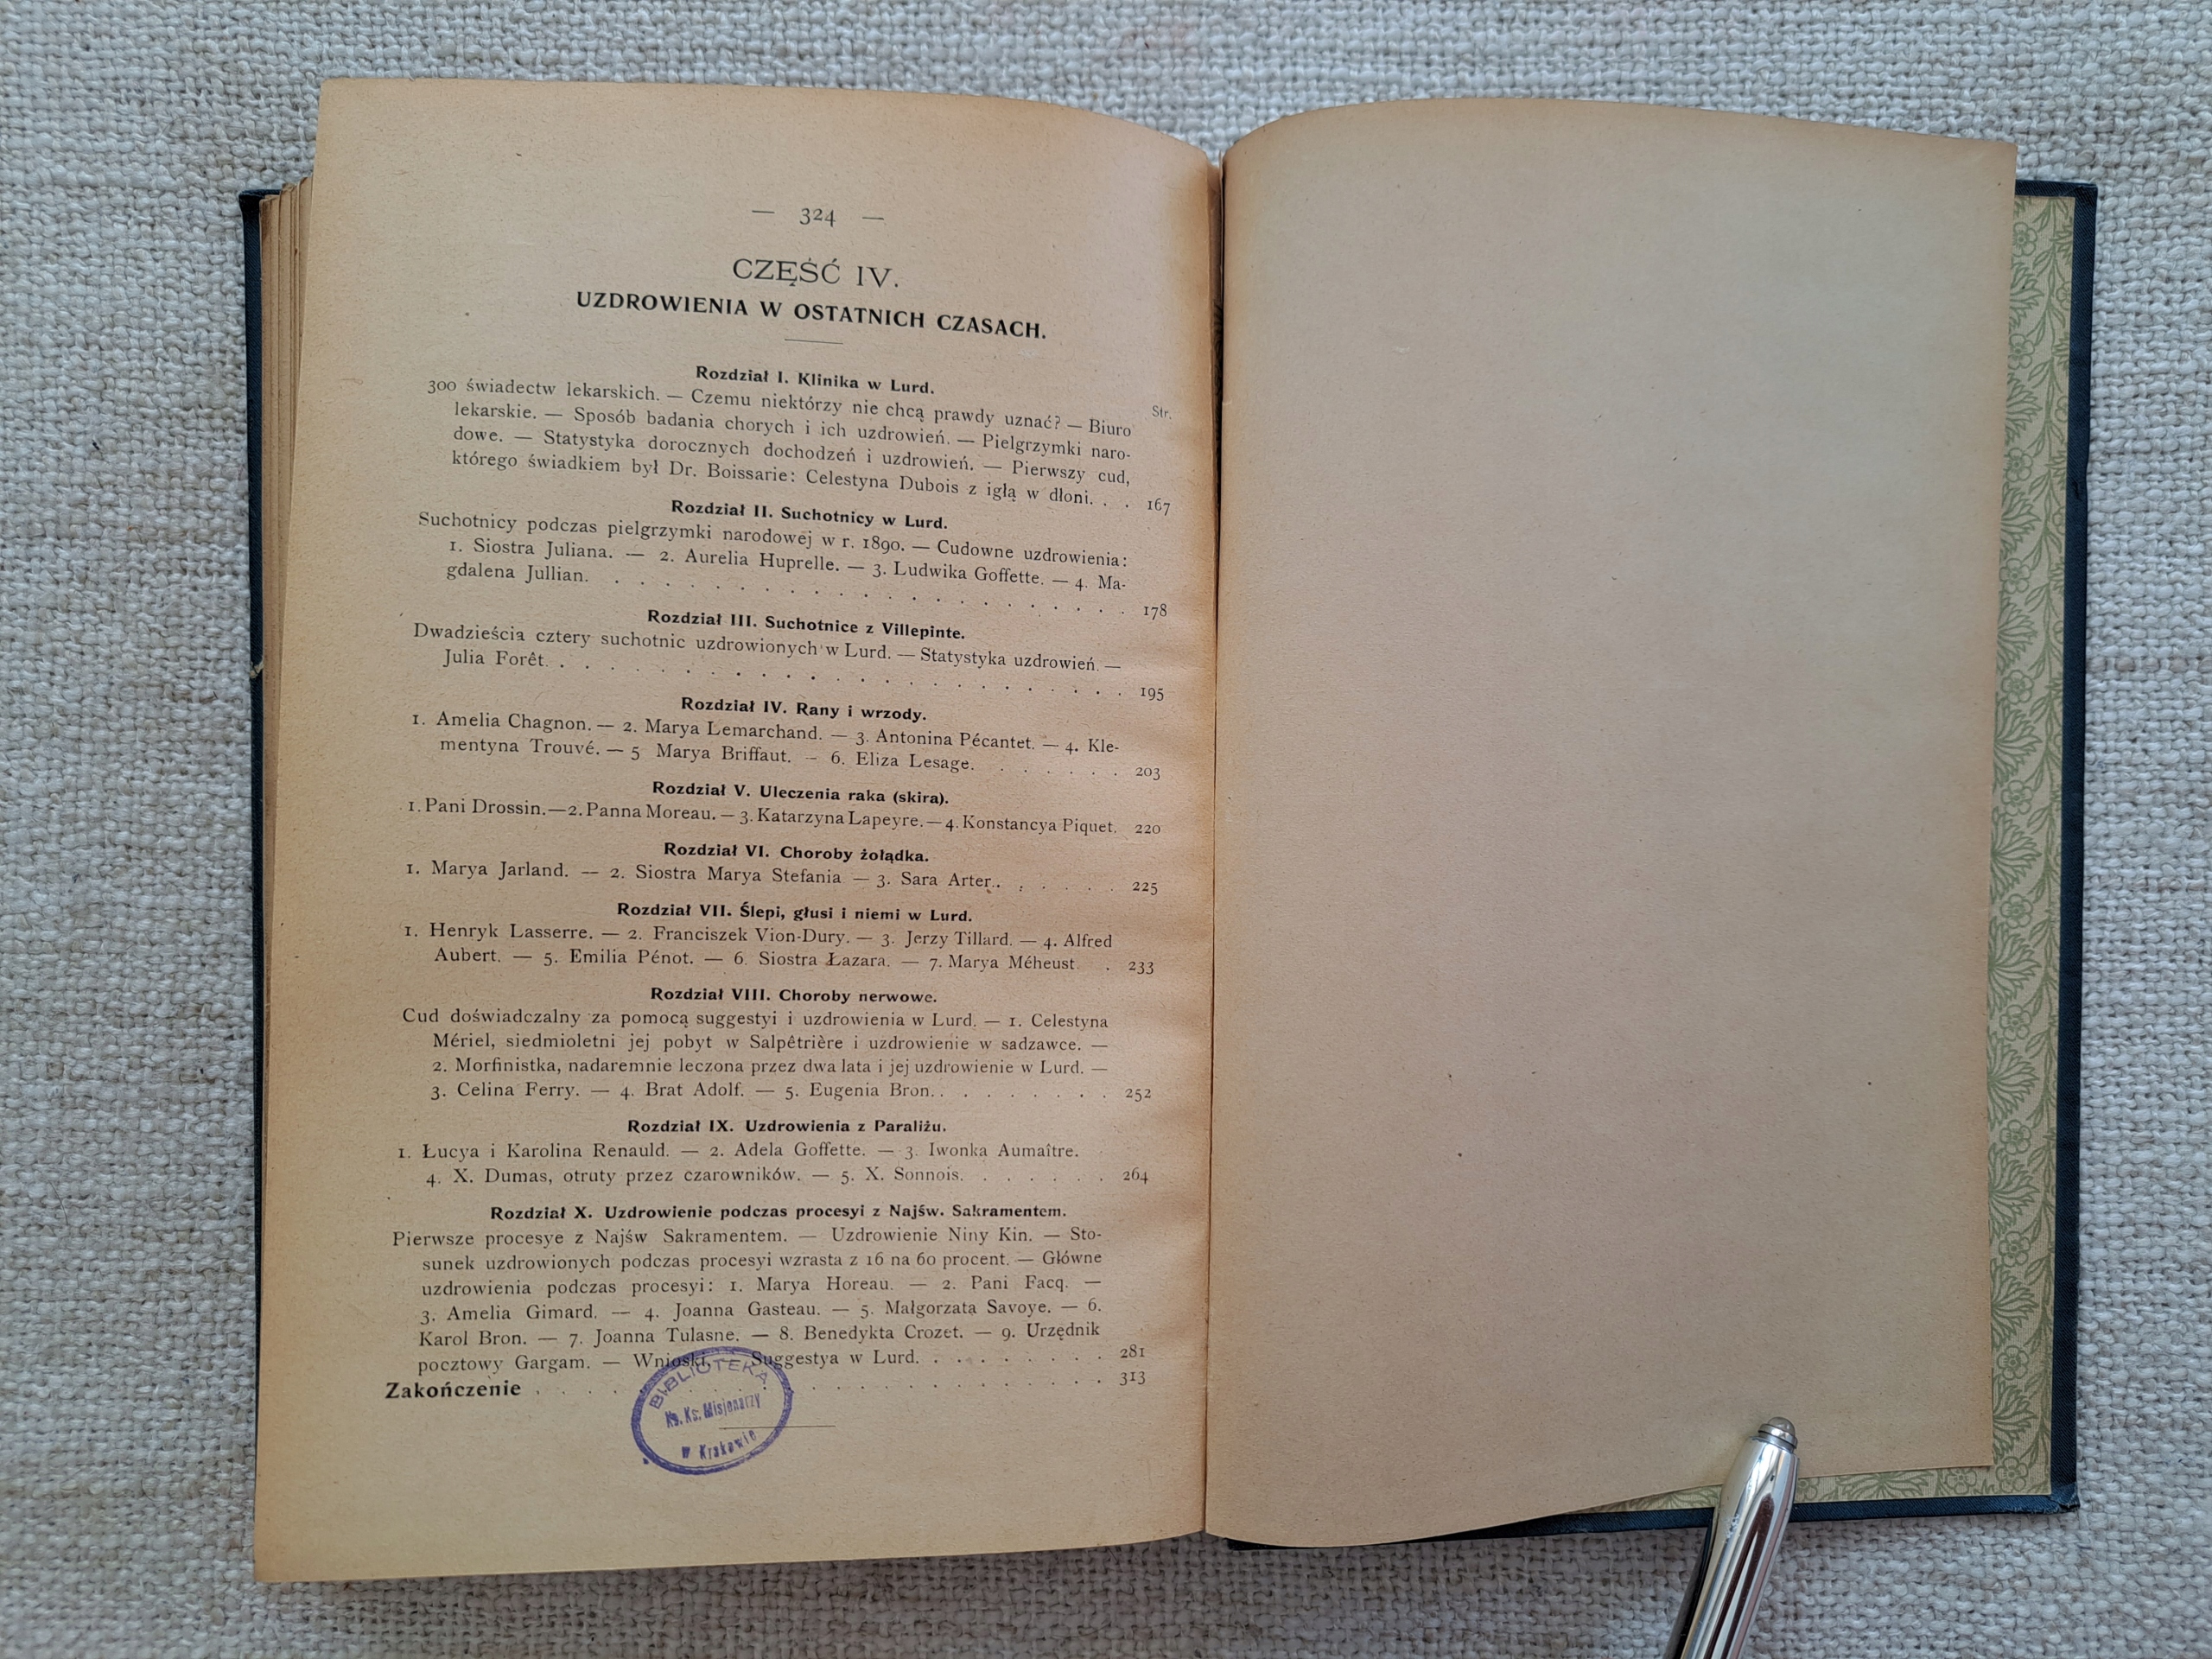 — 324 —
CZĘŚĆ IV.
UZDROWIENIA W OSTATNICH CZASACH.
Rozdział I. Klinika w Lurd.
Str.
300 świadectw lekarskich. — Czemu niektórzy nie chcą prawdy uznać? — Biuro
lekarskie. — Sposób badania chorych i ich uzdrowień. — Pielgrzymki naro-
dowe. — Statystyka dorocznych dochodzeń i uzdrowień. — Pierwszy cud,
którego świadkiem był Dr. Boissarie: Celestyna Dubois z igłą w dłoni. . . 167
Rozdział II. Suchotnicy w Lurd.
Suchotnicy podczas pielgrzymki narodowej w r. 1890. — Cudowne uzdrowienia:
1. Siostra Juliana. — 2. Aurelia Huprelle. — 3. Ludwika Goffette. — 4. Ma-
gdalena Jullian. . . . . . . . . . . . . . . . . . . . 178
Rozdział III. Suchotnice z Villepinte.
Dwadzieścia cztery suchotnic uzdrowionych w Lurd. — Statystyka uzdrowień. —
Julia Forêt. . . . . . . . . . . . . . . . . . . . . . 195
Rozdział IV. Rany i wrzody.
1. Amelia Chagnon. — 2. Marya Lemarchand. — 3. Antonina Pécantet. — 4. Kle-
mentyna Trouvé. — 5 Marya Briffaut. — 6. Eliza Lesage. . . . . . . 203
Rozdział V. Uleczenia raka (skira).
1. Pani Drossin. — 2. Panna Moreau. — 3. Katarzyna Lapeyre. — 4. Konstancya Piquet. 220
Rozdział VI. Choroby żołądka.
1. Marya Jarland. — 2. Siostra Marya Stefania — 3. Sara Arter. . . . . . . 225
Rozdział VII. Ślepi, głusi i niemi w Lurd.
1. Henryk Lasserre. — 2. Franciszek Vion-Dury. — 3. Jerzy Tillard. — 4. Alfred
Aubert. — 5. Emilia Pénot. — 6. Siostra Łazara. — 7. Marya Méheust . 233
Rozdział VIII. Choroby nerwowe.
Cud doświadczalny za pomocą suggestyi i uzdrowienia w Lurd. — 1. Celestyna
Mériel, siedmioletni jej pobyt w Salpêtrière i uzdrowienie w sadzawce. —
2. Morfinistka, nadaremnie leczona przez dwa lata i jej uzdrowienie w Lurd. —
3. Celina Ferry. — 4. Brat Adolf. — 5. Eugenia Bron. . . . . . . . 252
Rozdział IX. Uzdrowienia z Paraliżu.
1. Łucya i Karolina Renauld. — 2. Adela Goffette. — 3. Iwonka Aumaître.
4. X. Dumas, otruty przez czarowników. — 5. X. Sonnois. . . . . . . 264
Rozdział X. Uzdrowienie podczas procesyi z Najśw. Sakramentem.
Pierwsze procesye z Najśw Sakramentem. — Uzdrowienie Niny Kin. — Sto-
sunek uzdrowionych podczas procesyi wzrasta z 16 na 60 procent. — Główne
uzdrowienia podczas procesyi: 1. Marya Horeau. — 2. Pani Facq. —
3. Amelia Gimard. — 4. Joanna Gasteau. — 5. Małgorzata Savoye. — 6.
Karol Bron. — 7. Joanna Tulasne. — 8. Benedykta Crozet. — 9. Urzędnik
pocztowy Gargam. — Wnioski. — Suggestya w Lurd. . . . . . . . . 281
Zakończenie . . . . . . . . . . . . . . . . . . . . 313
BIBLIOTEKA
Ks. Ks. Misjonarzy
w Krakowie